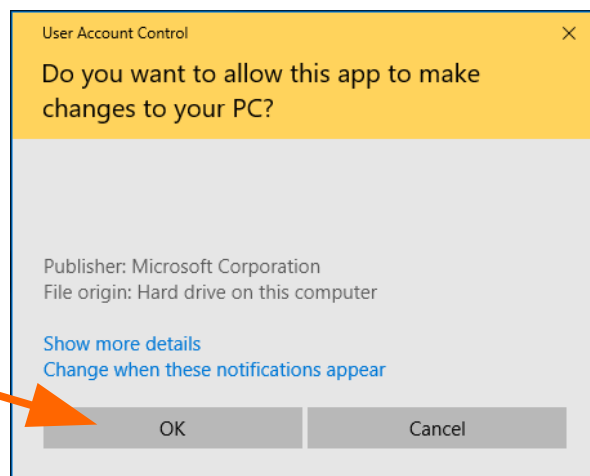 User Account Control
Do you want to allow this app to make
changes to your PC?
Publisher: Microsoft Corporation
File origin: Hard drive on this computer
Show more details
Change when these notifications appear
OK
Cancel